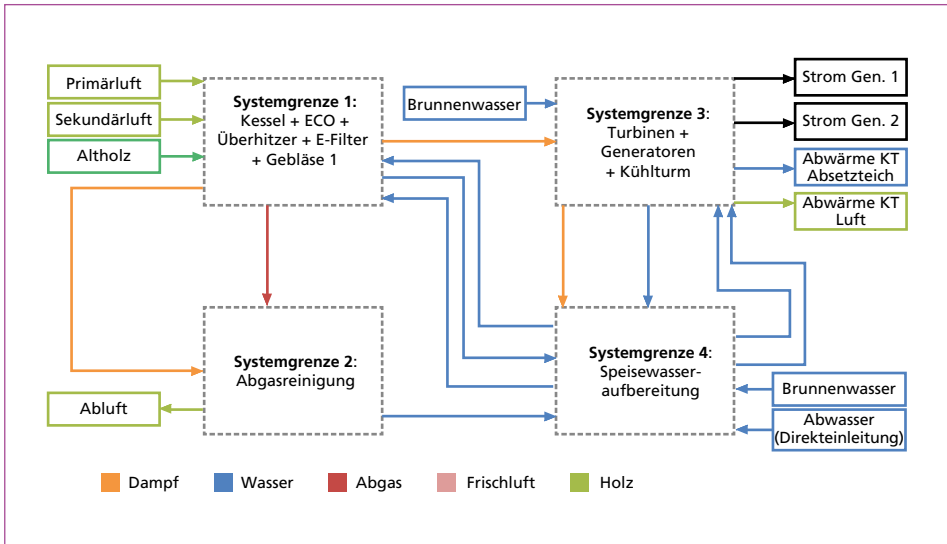 Primärluft
Sekundärluft
Altholz
Systemgrenze 1:
Kessel + ECO +
Überhitzer + E-Filter
+ Gebläse 1
Brunnenwasser
Systemgrenze 3:
Turbinen +
Generatoren
+ Kühlturm
Strom Gen. 1
Strom Gen. 2
Abwärme KT
Absetzteich
Abwärme KT
Luft
Systemgrenze 2:
Abgasreinigung
Abluft
Systemgrenze 4:
Speisewasser-
aufbereitung
Brunnenwasser
Abwasser
(Direkteinleitung)
Dampf
Wasser
Abgas
Frischluft
Holz